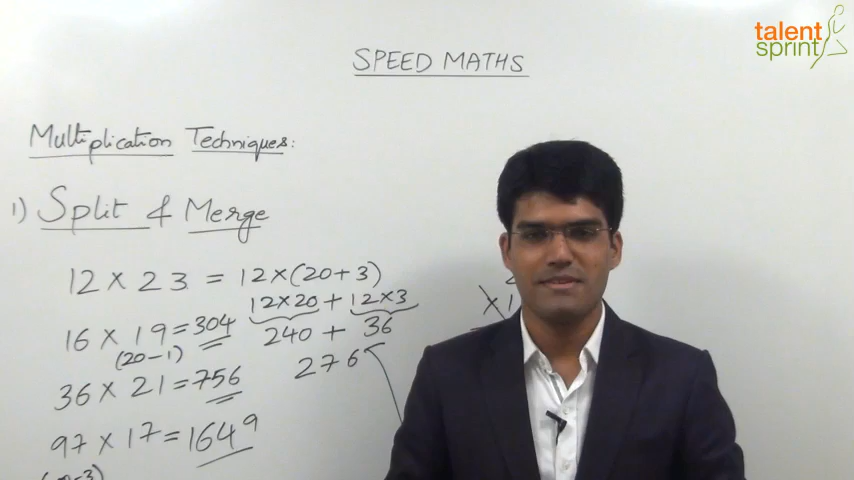 talent
sprint
SPEED MATHS
Multiplication Techniques:
1) Split & Merge
12 × 23 = 12×(20+3)
12×20 + 12×3
16 × 19 = 304
(20-1)
240 + 36
276
36 × 21 = 756
97 × 17 = 1649